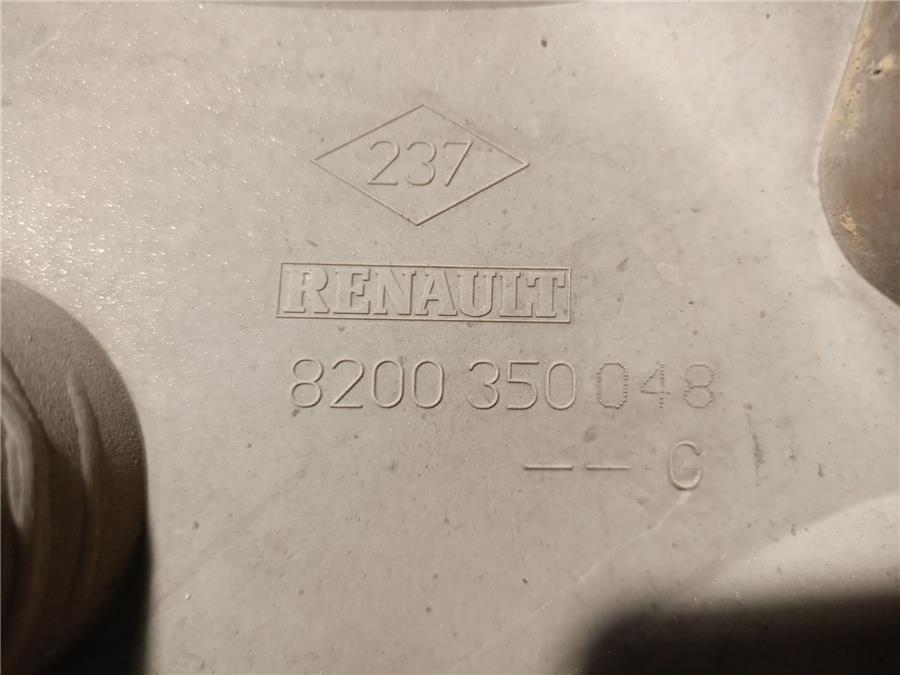 237
RENAULT
8200 350 048
— — C